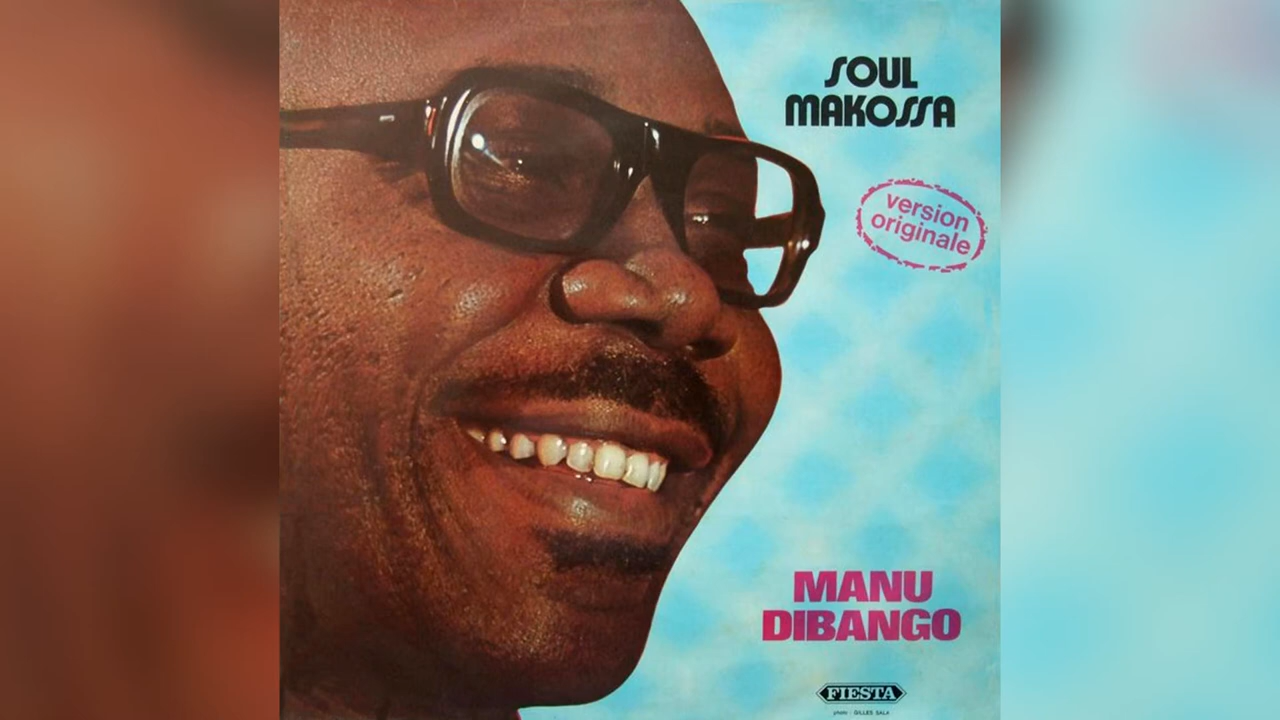 SOUL
MAKOSSA
version
originale
MANU
DIBANGO
FIESTA
photo : GILLES SALA